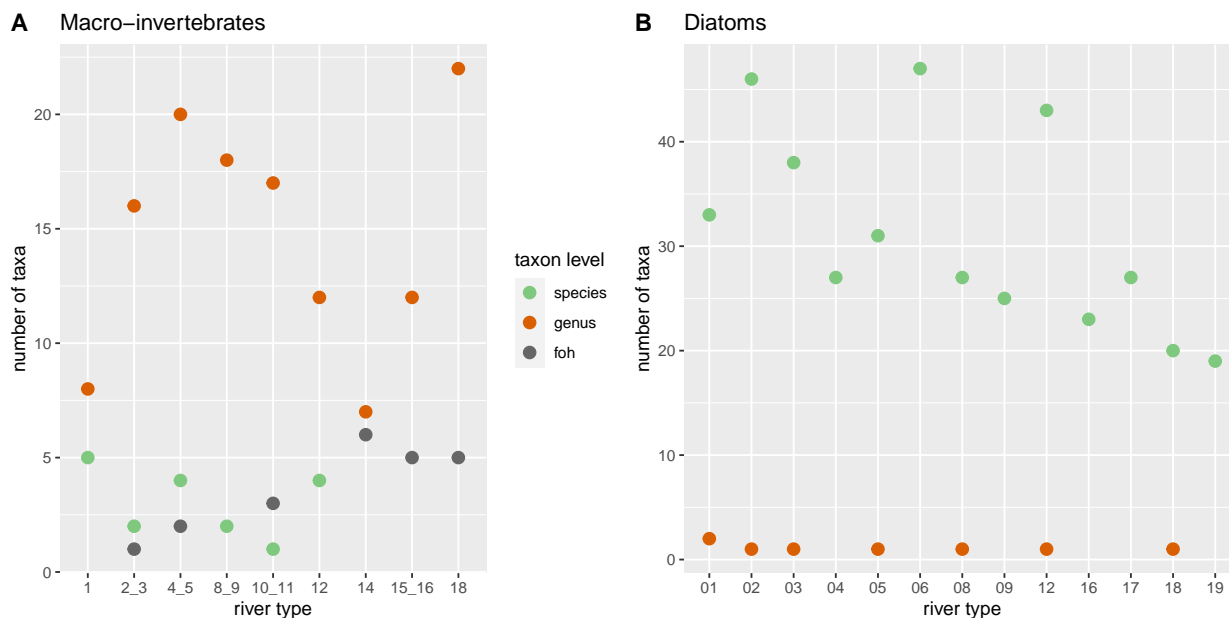 A Macro-invertebrates
number of taxa
20
15
10
5
0
1 2_3 4_5 8_9 10_11 12 14 15_16 18
river type
taxon level
species
genus
foh
B Diatoms
number of taxa
40
30
20
10
0
01 02 03 04 05 06 08 09 12 16 17 18 19
river type